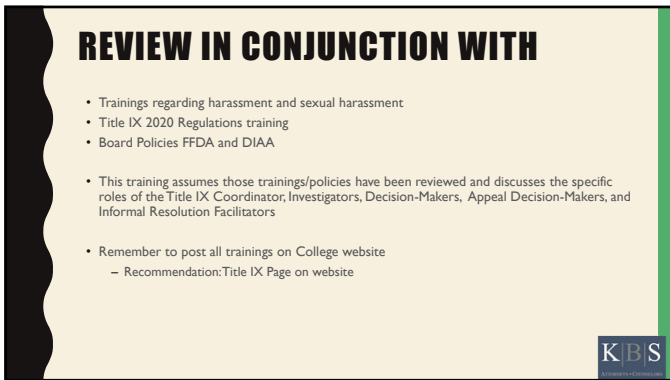 REVIEW IN CONJUNCTION WITH
• Trainings regarding harassment and sexual harassment
• Title IX 2020 Regulations training
• Board Policies FFDA and DIAA
• This training assumes those trainings/policies have been reviewed and discusses the specific
roles of the Title IX Coordinator, Investigators, Decision-Makers, Appeal Decision-Makers, and
Informal Resolution Facilitators
• Remember to post all trainings on College website
– Recommendation: Title IX Page on website
K|B|S
ATTORNEYS • COUNSELORS